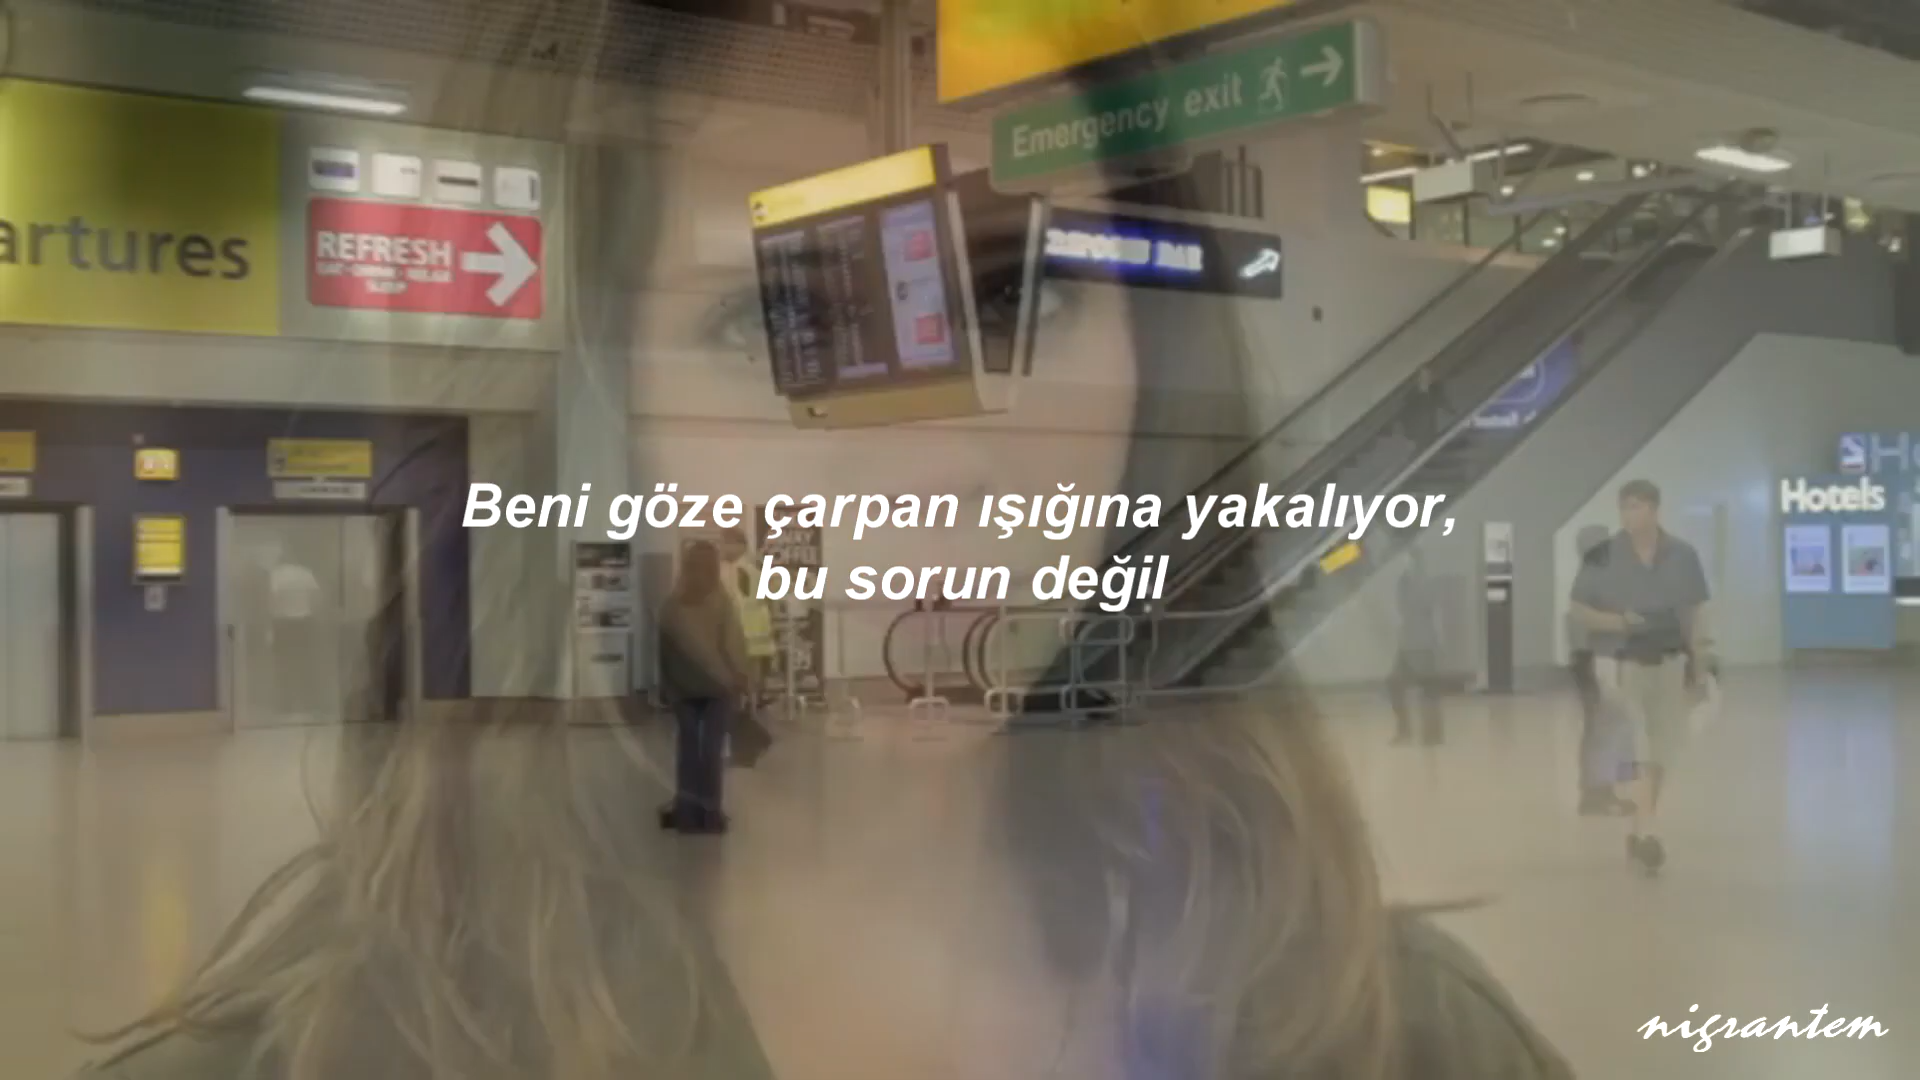 Emergency exit
artures
REFRESH
Hotels
Beni göze çarpan ışığına yakalıyor,
bu sorun değil
nigrantem